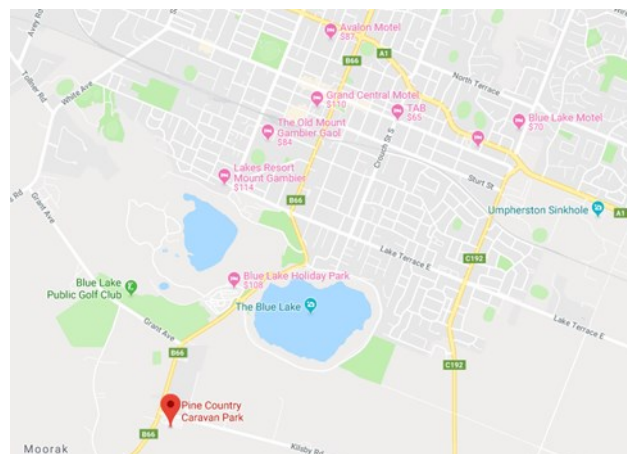 Avalon Motel
$87
Avey Rd
B66
A1
Tollner Rd
White Ave
North Terrace
Grand Central Motel
$110
TAB
$65
The Old Mount
Gambier Gaol
$84
Blue Lake Motel
$70
Crouch St S
Lakes Resort
Mount Gambier
$114
Sturt St
Grant Ave
B66
Umpherston Sinkhole
A1
Lake Terrace E
C192
Blue Lake Holiday Park
$108
Blue Lake
Public Golf Club
The Blue Lake
Lake Terrace E
Grant Ave
B66
C192
Pine Country
Caravan Park
B66
Moorak
Kilsby Rd